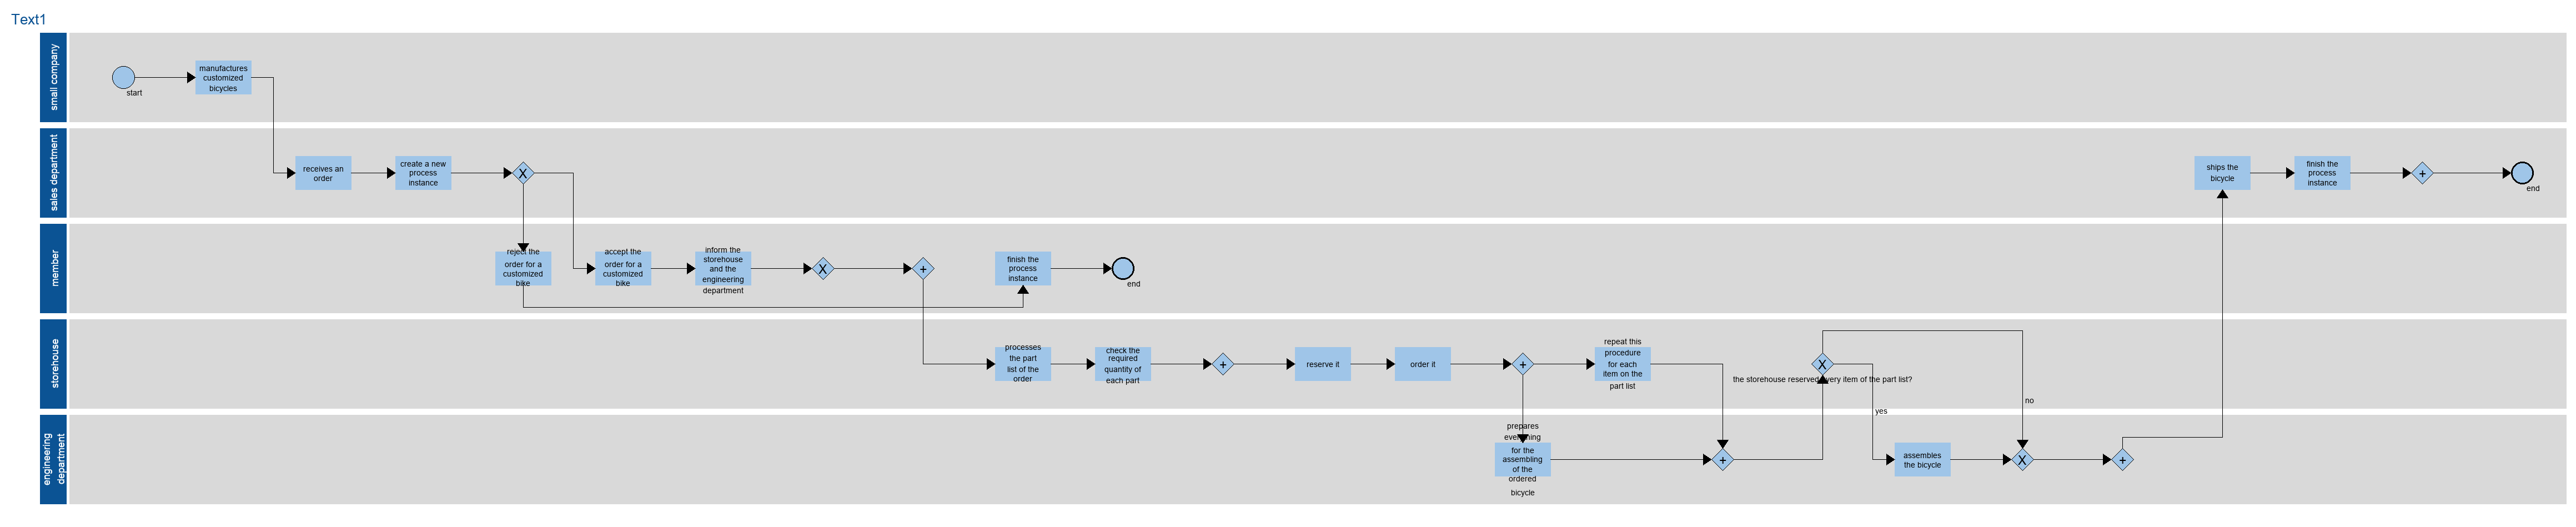 Text1
small company
start
manufactures
customized
bicycles
sales department
receives an
order
create a new
process
instance
X
ships the
bicycle
finish the
process
instance
+
end
member
reject the
order for a
customized
bike
accept the
order for a
customized
bike
inform the
storehouse
and the
engineering
department
X
+
finish the
process
instance
end
storehouse
processes
the part
list of the
order
check the
required
quantity of
each part
+
reserve it
order it
+
repeat this
procedure
for each
item on the
part list
X
the storehouse reserved every item of the part list?
yes
no
engineering
department
prepares
everything
for the
assembling
of the
ordered
bicycle
+
assembles
the bicycle
X
+